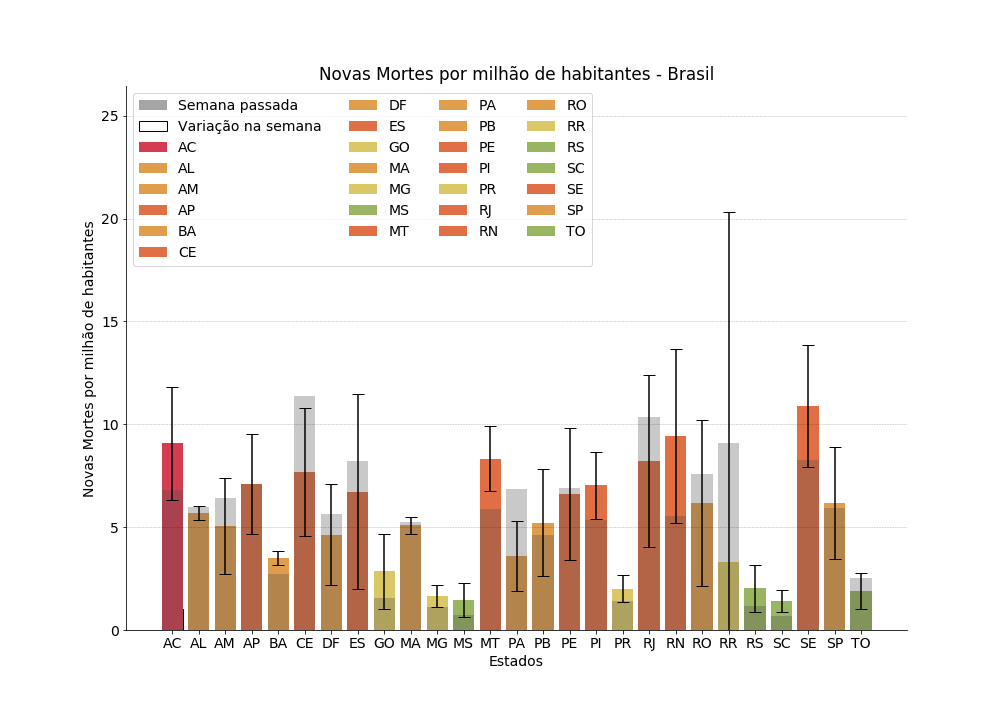 Novas Mortes por milhão de habitantes - Brasil
Semana passada
Variação na semana
AC
AL
AM
AP
BA
CE
DF
ES
GO
MA
MG
MS
MT
PA
PB
PE
PI
PR
RJ
RN
RO
RR
RS
SC
SE
SP
TO
Novas Mortes por milhão de habitantes
25
20
15
10
5
0
AC AL AM AP BA CE DF ES GO MA MG MS MT PA PB PE PI PR RJ RN RO RR RS SC SE SP TO
Estados